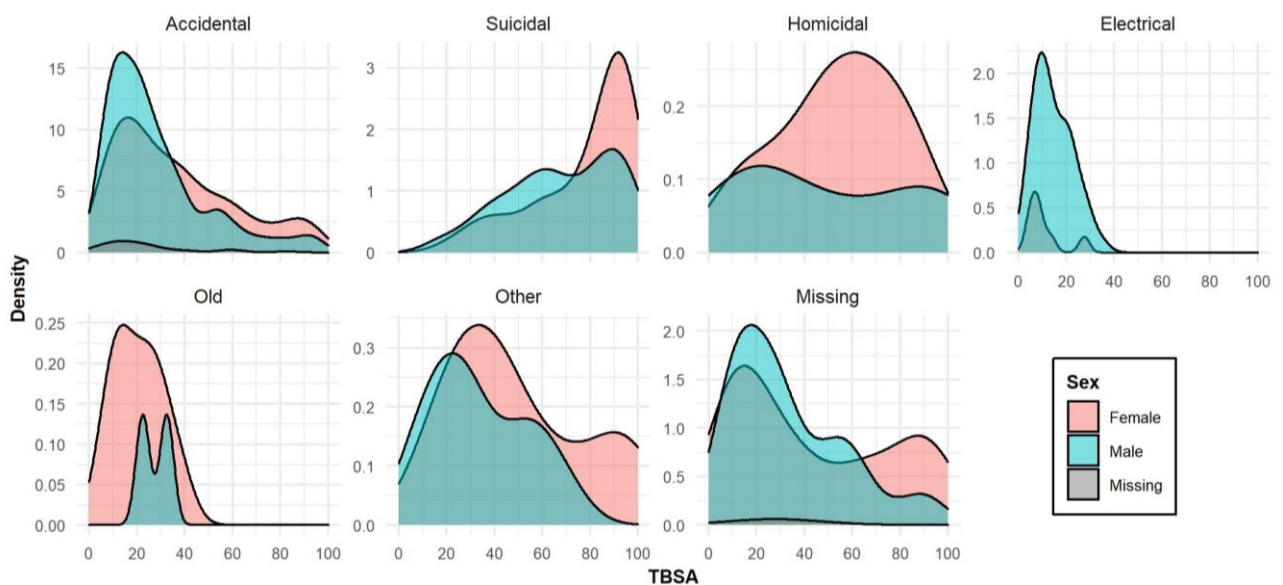 Accidental
Suicidal
Homicidal
Electrical
15
10
5
0
3
2
1
0
0.2
0.1
0.0
2.0
1.5
1.0
0.5
0.0
0 20 40 60 80 100
Density
Old
Other
Missing
0.25
0.20
0.15
0.10
0.05
0.00
0.3
0.2
0.1
0.0
2.0
1.5
1.0
0.5
0.0
0 20 40 60 80 100
0 20 40 60 80 100
0 20 40 60 80 100
TBSA
Sex
Female
Male
Missing